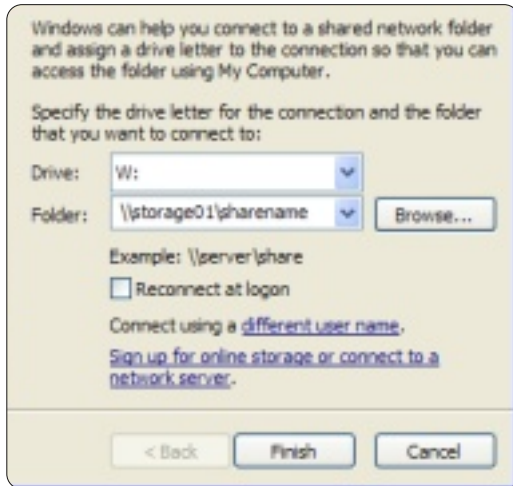 Windows can help you connect to a shared network folder
and assign a drive letter to the connection so that you can
access the folder using My Computer.
Specify the drive letter for the connection and the folder
that you want to connect to:
Drive: W:
Folder: \\storage01\sharename Browse...
Example: \\server\share
Reconnect at logon
Connect using a different user name.
Sign up for online storage or connect to a
network server.
< Back Finish Cancel